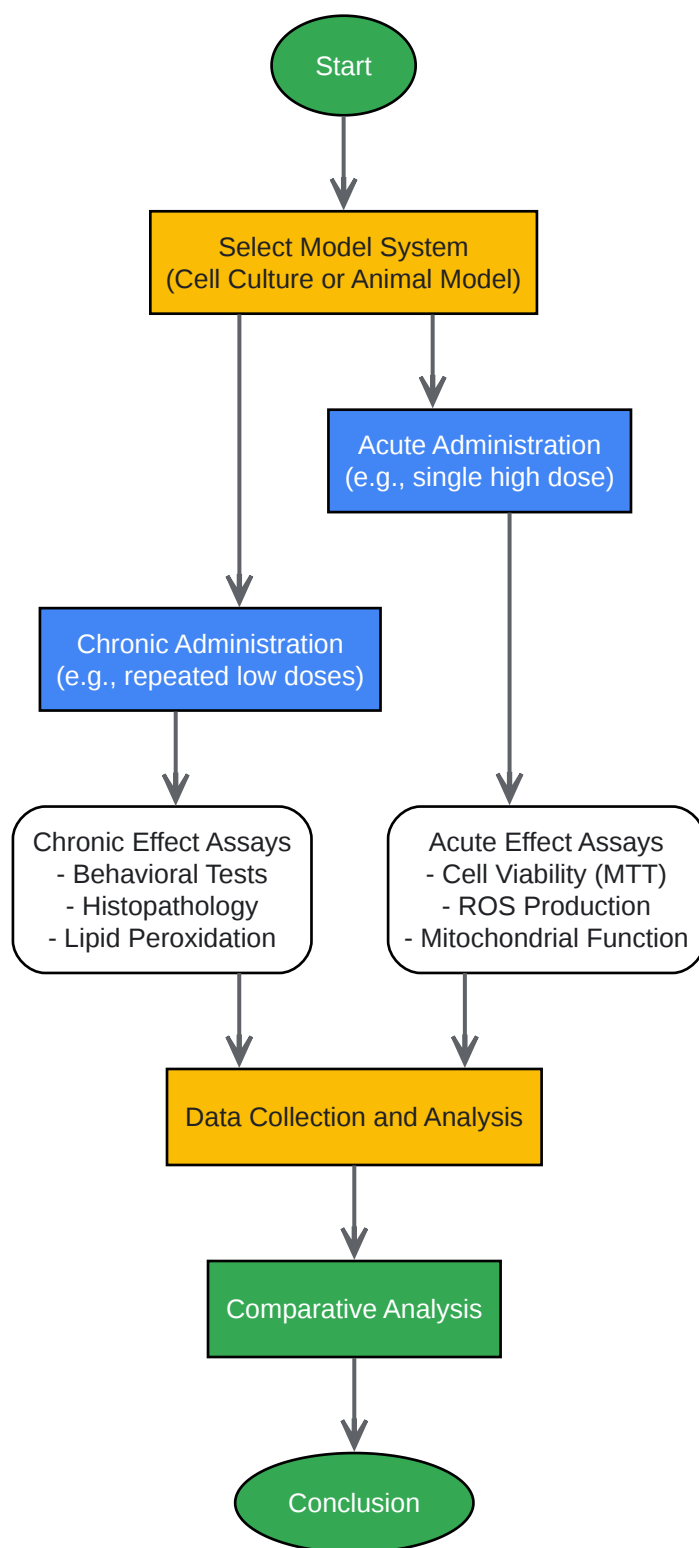 Start
Select Model System
(Cell Culture or Animal Model)
Acute Administration
(e.g., single high dose)
Chronic Administration
(e.g., repeated low doses)
Chronic Effect Assays
- Behavioral Tests
- Histopathology
- Lipid Peroxidation
Acute Effect Assays
- Cell Viability (MTT)
- ROS Production
- Mitochondrial Function
Data Collection and Analysis
Comparative Analysis
Conclusion